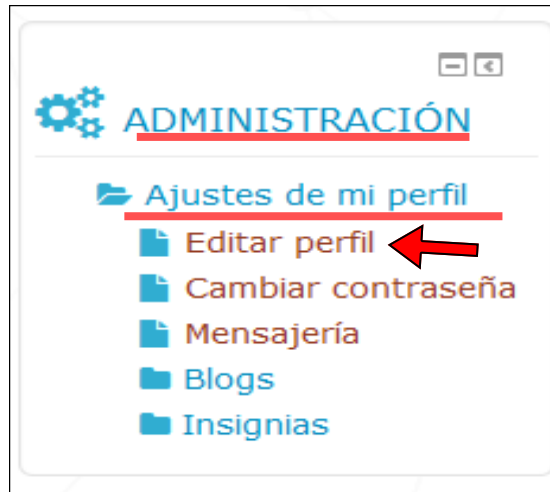 ADMINISTRACIÓN
Ajustes de mi perfil
Editar perfil
Cambiar contraseña
Mensajería
Blogs
Insignias